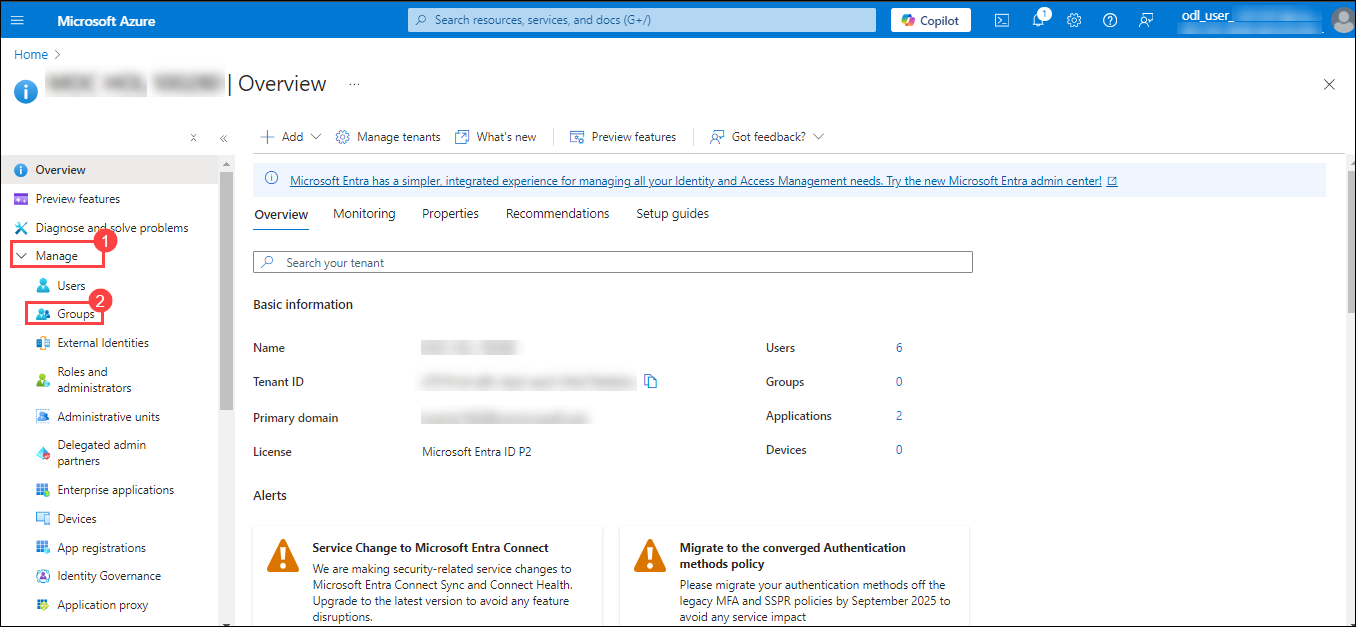 Microsoft Azure
Search resources, services, and docs (G+/)
Copilot
1
odl_user_
Home
| Overview
...
Add
Manage tenants
What's new
Preview features
Got feedback?
Overview
Preview features
Diagnose and solve problems
1
Manage
Users
2
Groups
External Identities
Roles and
administrators
Administrative units
Delegated admin
partners
Enterprise applications
Devices
App registrations
Identity Governance
Application proxy
Microsoft Entra has a simpler, integrated experience for managing all your Identity and Access Management needs. Try the new Microsoft Entra admin center!
Overview
Monitoring
Properties
Recommendations
Setup guides
Search your tenant
Basic information
Name
Users 6
Tenant ID
Groups 0
Primary domain
Applications 2
License Microsoft Entra ID P2
Devices 0
Alerts
Service Change to Microsoft Entra Connect
We are making security-related service changes to
Microsoft Entra Connect Sync and Connect Health.
Upgrade to the latest version to avoid any feature
disruptions.
Migrate to the converged Authentication
methods policy
Please migrate your authentication methods off the
legacy MFA and SSPR policies by September 2025 to
avoid any service impact